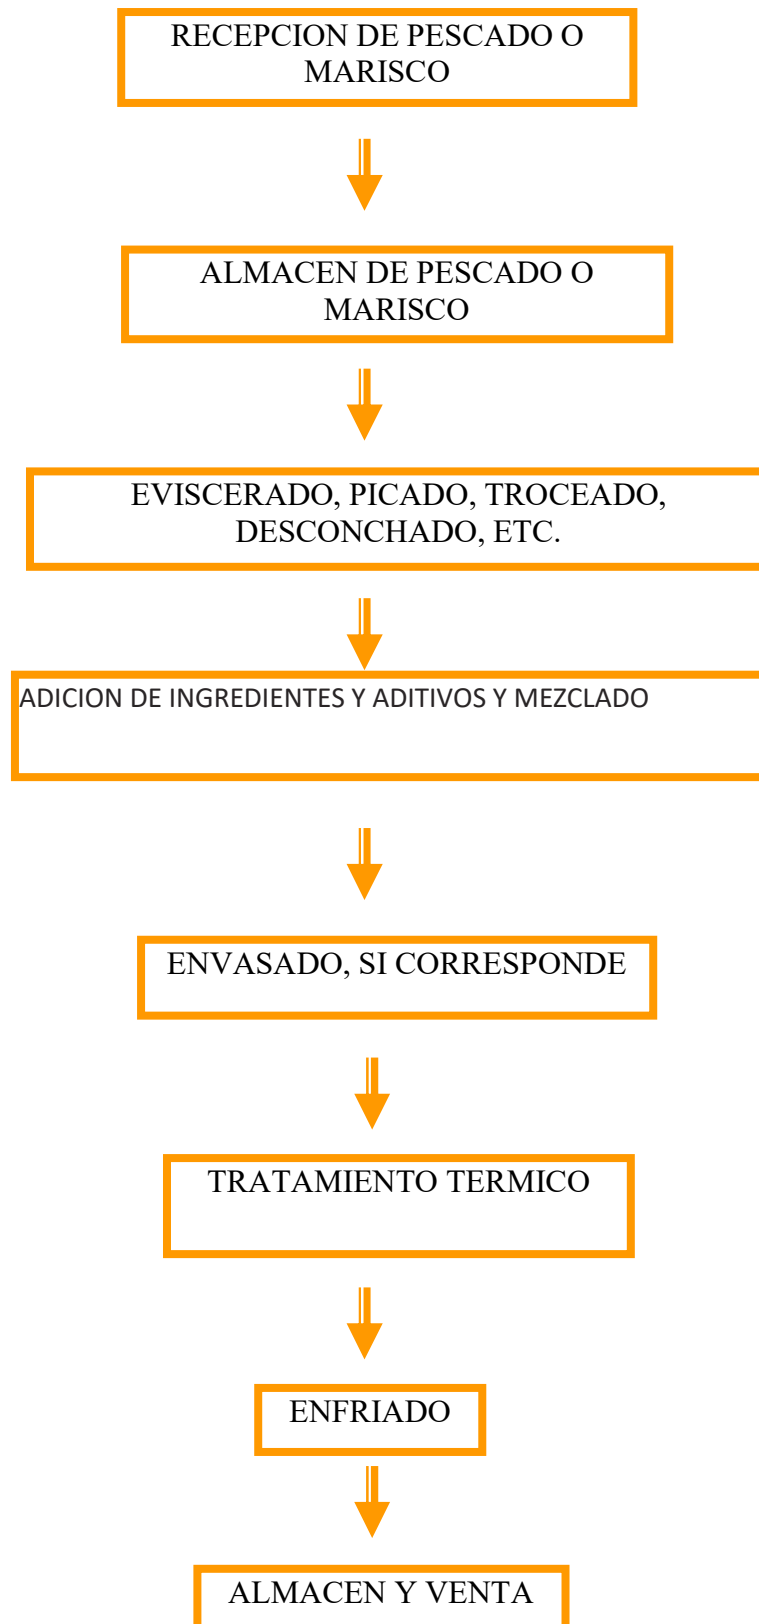 RECEPCION DE PESCADO O
MARISCO
ALMACEN DE PESCADO O
MARISCO
EVISCERADO, PICADO, TROCEADO,
DESCONCHADO, ETC.
ADICION DE INGREDIENTES Y ADITIVOS Y MEZCLADO
ENVASADO, SI CORRESPONDE
TRATAMIENTO TERMICO
ENFRIADO
ALMACEN Y VENTA